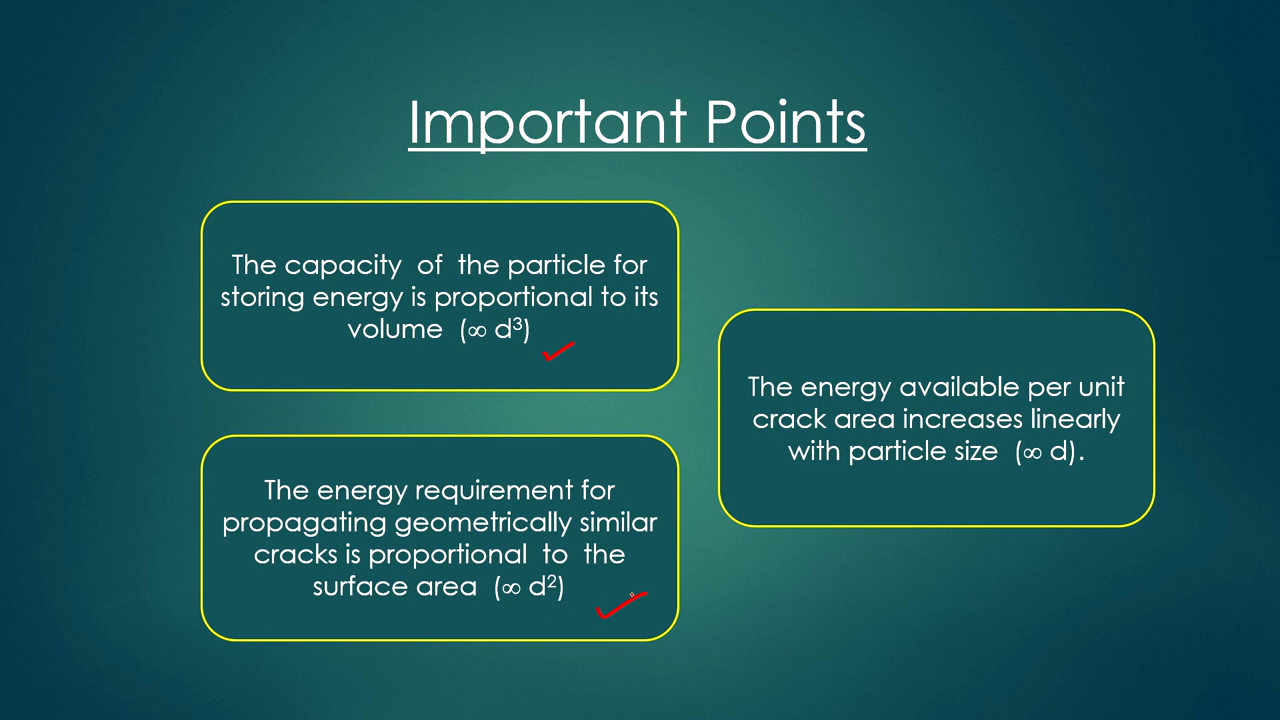 Important Points
The capacity of the particle for
storing energy is proportional to its
volume (∞ d³)
The energy requirement for
propagating geometrically similar
cracks is proportional to the
surface area (∞ d²)
The energy available per unit
crack area increases linearly
with particle size (∞ d).